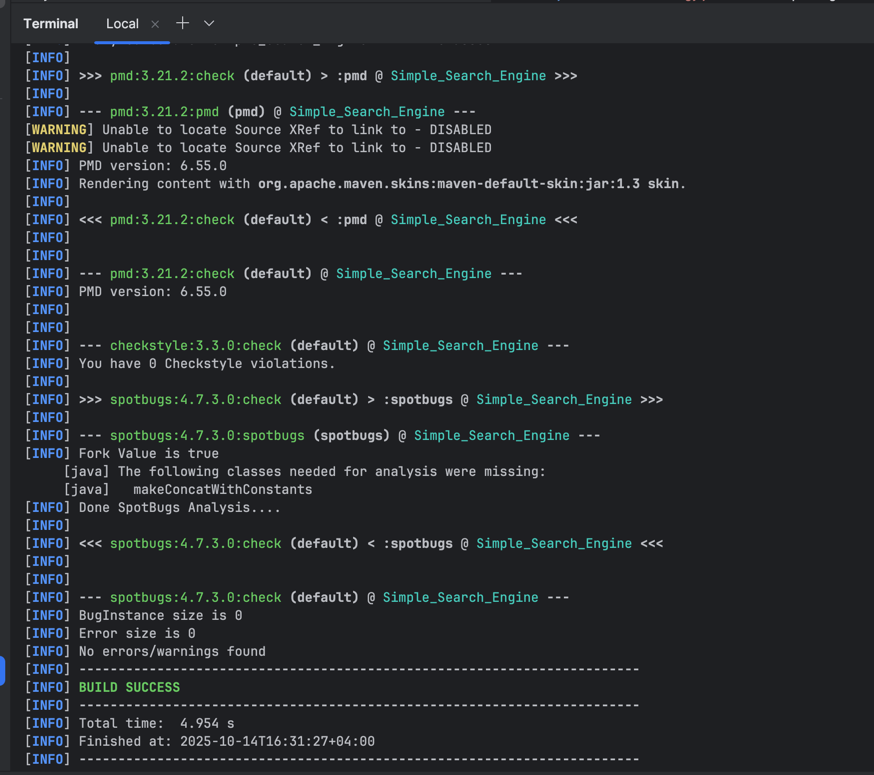 Terminal Local
[INFO]
[INFO] >>> pmd:3.21.2:check (default) > :pmd @ Simple_Search_Engine >>>
[INFO]
[INFO] --- pmd:3.21.2:pmd (pmd) @ Simple_Search_Engine ---
[WARNING] Unable to locate Source XRef to link to - DISABLED
[WARNING] Unable to locate Source XRef to link to - DISABLED
[INFO] PMD version: 6.55.0
[INFO] Rendering content with org.apache.maven.skins:maven-default-skin:jar:1.3 skin.
[INFO]
[INFO] <<< pmd:3.21.2:check (default) < :pmd @ Simple_Search_Engine <<<
[INFO]
[INFO]
[INFO] --- pmd:3.21.2:check (default) @ Simple_Search_Engine ---
[INFO] PMD version: 6.55.0
[INFO]
[INFO]
[INFO] --- checkstyle:3.3.0:check (default) @ Simple_Search_Engine ---
[INFO] You have 0 Checkstyle violations.
[INFO]
[INFO] >>> spotbugs:4.7.3.0:check (default) > :spotbugs @ Simple_Search_Engine >>>
[INFO]
[INFO] --- spotbugs:4.7.3.0:spotbugs (spotbugs) @ Simple_Search_Engine ---
[INFO] Fork Value is true
[java] The following classes needed for analysis were missing:
[java]   makeConcatWithConstants
[INFO] Done SpotBugs Analysis....
[INFO]
[INFO] <<< spotbugs:4.7.3.0:check (default) < :spotbugs @ Simple_Search_Engine <<<
[INFO]
[INFO]
[INFO] --- spotbugs:4.7.3.0:check (default) @ Simple_Search_Engine ---
[INFO] BugInstance size is 0
[INFO] Error size is 0
[INFO] No errors/warnings found
[INFO] ------------------------------------------------------------------------
[INFO] BUILD SUCCESS
[INFO] ------------------------------------------------------------------------
[INFO] Total time:  4.954 s
[INFO] Finished at: 2025-10-14T16:31:27+04:00
[INFO] ------------------------------------------------------------------------